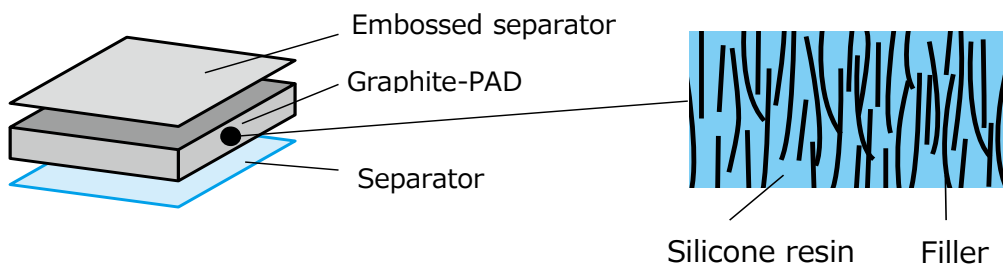 Embossed separator
Graphite-PAD
Separator
Silicone resin
Filler